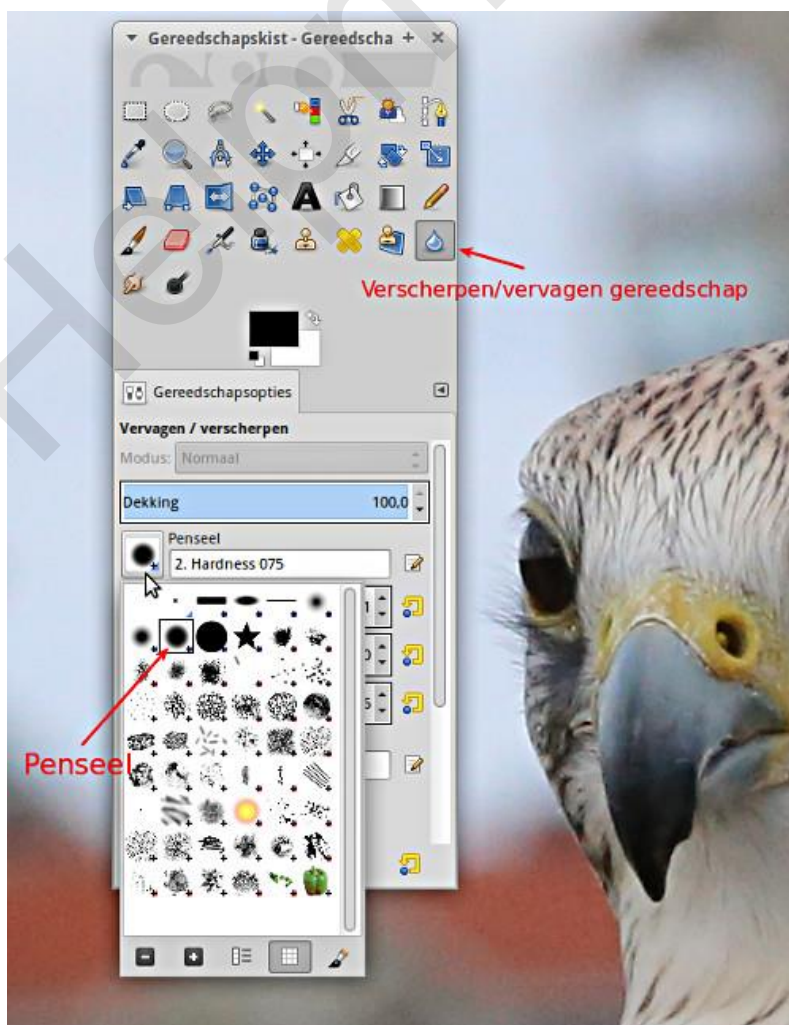 Gereedschapskist - Gereedscha
Verscherpen/vervagen gereedschap
Gereedschapsopties
Vervagen / verscherpen
Modus: Normaal
Dekking 100,0
Penseel
2. Hardness 075
Penseel